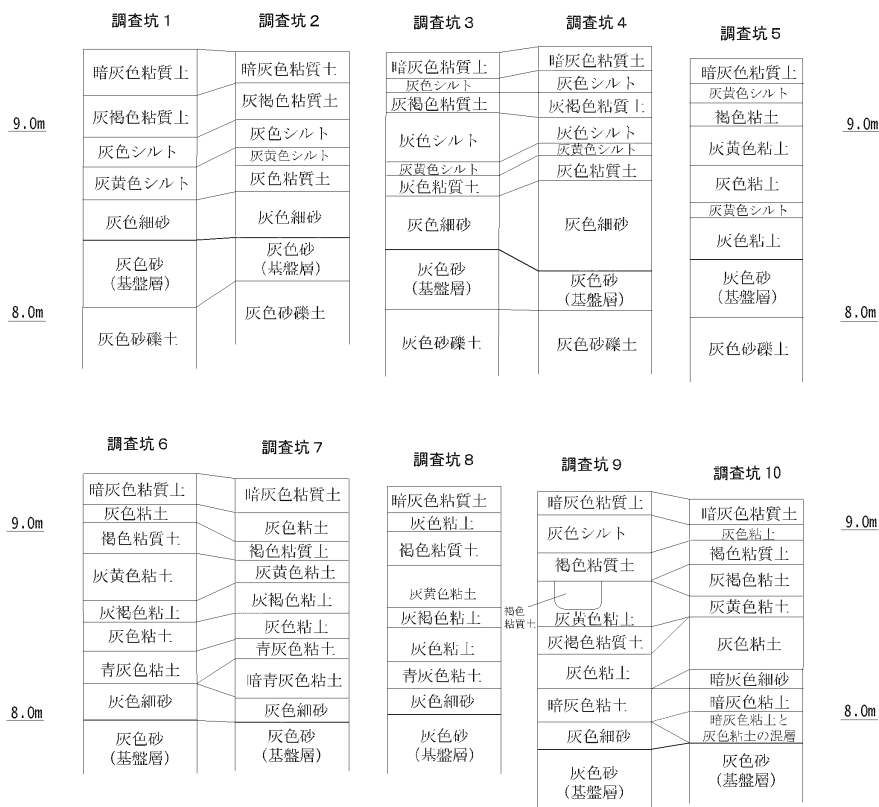 調査坑１
調査坑２
調査坑３
調査坑４
調査坑５
9.0m
8.0m
暗灰色粘質土
灰褐色粘質土
灰色シルト
灰黄色シルト
灰色細砂
灰色砂
(基盤層)
灰色砂礫土
暗灰色粘質土
灰褐色粘質土
灰色シルト
灰黄色シルト
灰色粘質土
灰色細砂
灰色砂
(基盤層)
灰色砂礫土
暗灰色粘質土
灰色シルト
灰褐色粘質土
灰色シルト
灰黄色シルト
灰色粘質土
灰色細砂
灰色砂
(基盤層)
灰色砂礫土
暗灰色粘質土
灰色シルト
灰褐色粘質土
灰色シルト
灰黄色シルト
灰色粘質土
灰色細砂
灰色砂
(基盤層)
灰色砂礫土
暗灰色粘質土
灰黄色シルト
褐色粘土
灰黄色粘土
灰色粘土
灰黄色シルト
灰色粘土
灰色砂
(基盤層)
灰色砂礫土
9.0m
8.0m
調査坑６
調査坑７
調査坑８
調査坑９
調査坑10
9.0m
8.0m
暗灰色粘質土
灰色粘土
褐色粘質土
灰黄色粘土
灰褐色粘土
灰色粘土
青灰色粘土
灰色細砂
灰色砂
(基盤層)
暗灰色粘質土
灰色粘土
褐色粘質土
灰黄色粘土
灰褐色粘土
灰色粘土
青灰色粘土
暗青灰色粘土
灰色細砂
灰色砂
(基盤層)
暗灰色粘質土
灰色粘土
褐色粘質土
灰黄色粘土
灰褐色粘土
灰色粘土
青灰色粘土
灰色細砂
灰色砂
(基盤層)
暗灰色粘質土
灰色シルト
褐色粘質土
褐色
粘質土
灰黄色粘土
灰褐色粘質土
灰色粘土
暗灰色粘土
灰色細砂
灰色砂
(基盤層)
暗灰色粘質土
灰色粘土
褐色粘質土
灰褐色粘土
灰黄色粘土
灰色粘土
暗灰色細砂
暗灰色粘土
暗灰色粘土と
灰色粘土の混層
灰色砂
(基盤層)
9.0m
8.0m